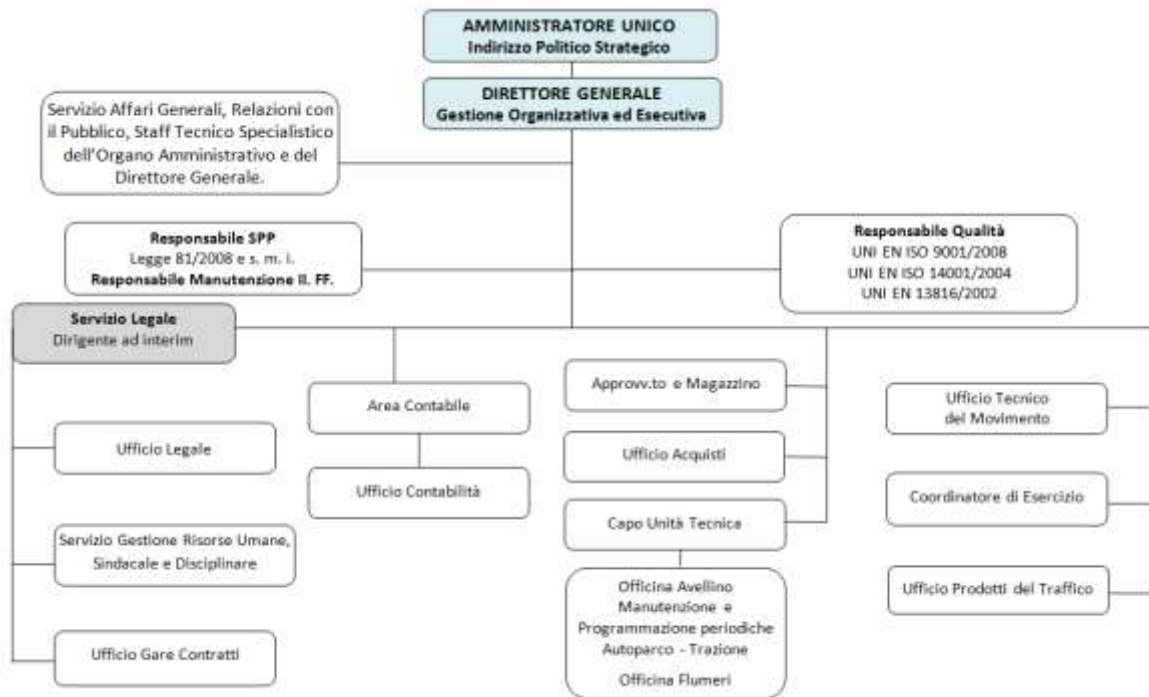 AMMINISTRATORE UNICO
Indirizzo Politico Strategico
DIRETTORE GENERALE
Gestione Organizzativa ed Esecutiva
Servizio Affari Generali, Relazioni con
il Pubblico, Staff Tecnico Specialistico
dell'Organo Amministrativo e del
Direttore Generale.
Responsabile SPP
Legge 81/2008 e s. m. i.
Responsabile Manutenzione II. FF.
Responsabile Qualità
UNI EN ISO 9001/2008
UNI EN ISO 14001/2004
UNI EN 13816/2002
Servizio Legale
Dirigente ad interim
Ufficio Legale
Servizio Gestione Risorse Umane,
Sindacale e Disciplinare
Ufficio Gare Contratti
Area Contabile
Ufficio Contabilità
Approvv.to e Magazzino
Ufficio Acquisti
Capo Unità Tecnica
Officina Avellino
Manutenzione e
Programmazione periodiche
Autoparco - Trazione
Officina Flumeri
Ufficio Tecnico
del Movimento
Coordinatore di Esercizio
Ufficio Prodotti del Traffico